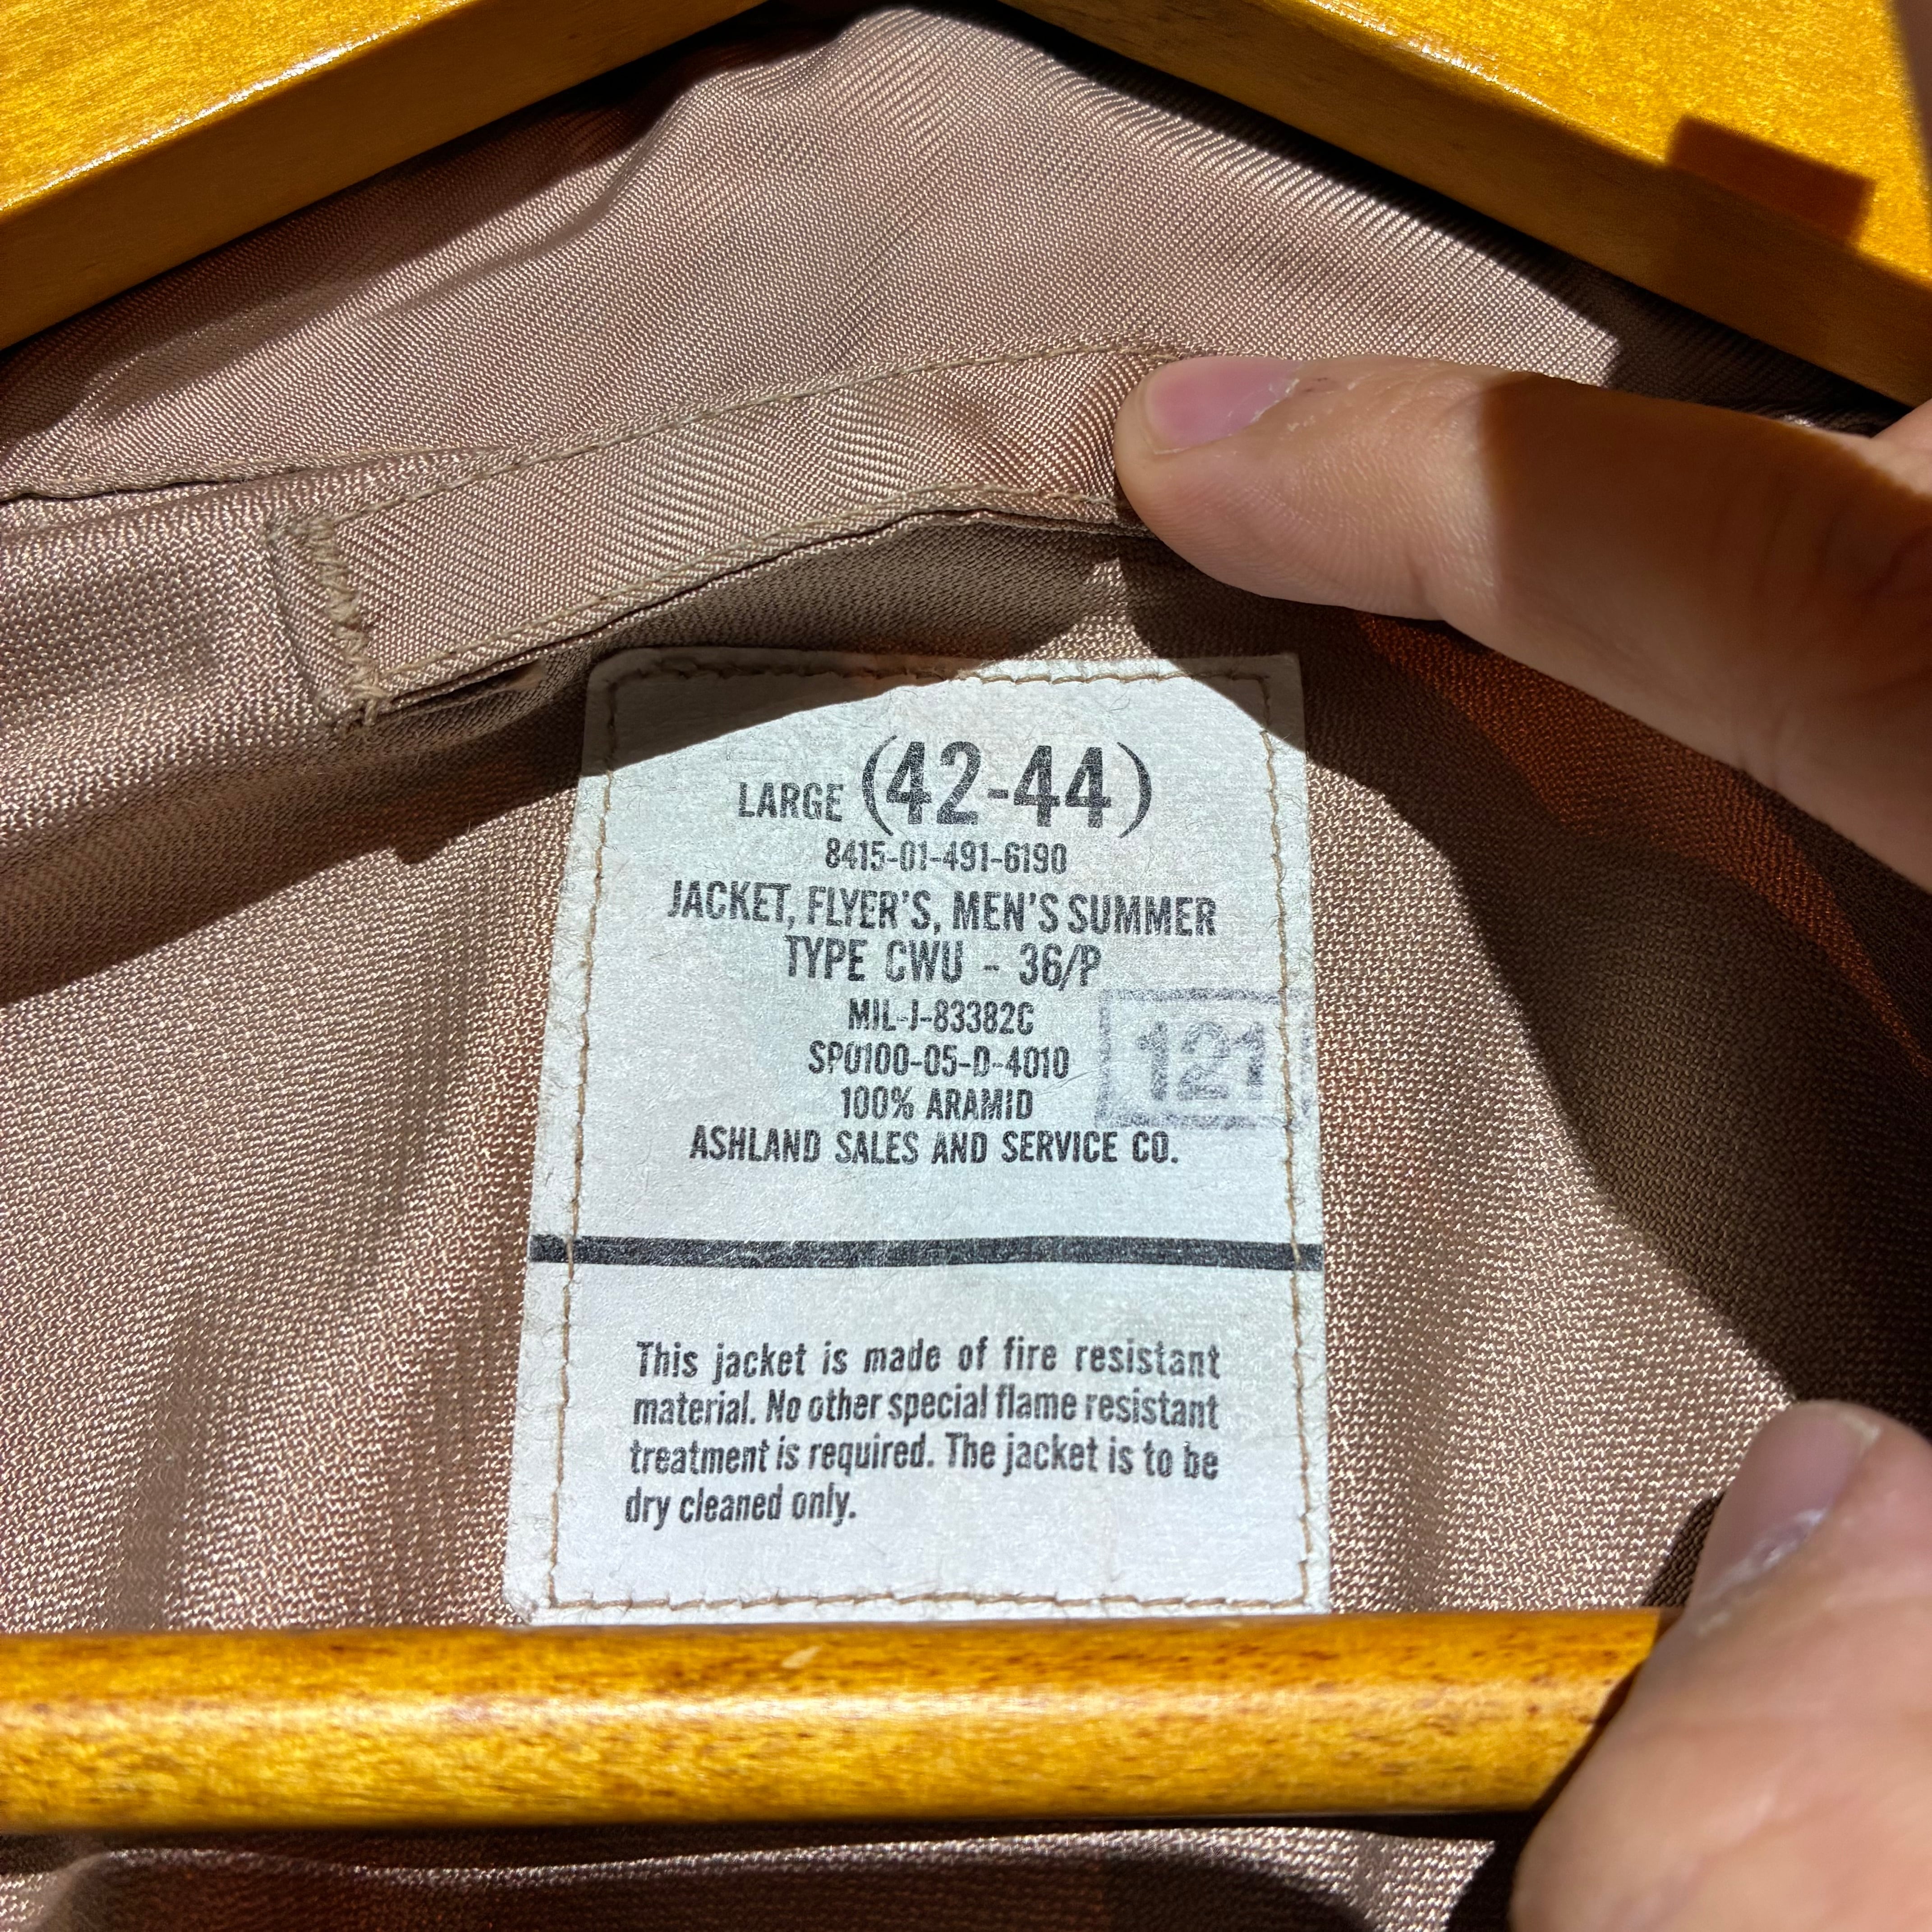 LARGE (42-44)
8415-01-491-6190
JACKET, FLYER'S, MEN'S SUMMER
TYPE CWU - 36/P
MIL-J-83382C
SP0100-05-D-4010
121
100% ARAMID
ASHLAND SALES AND SERVICE CO.
This jacket is made of fire resistant
material. No other special flame resistant
treatment is required. The jacket is to be
dry cleaned only.